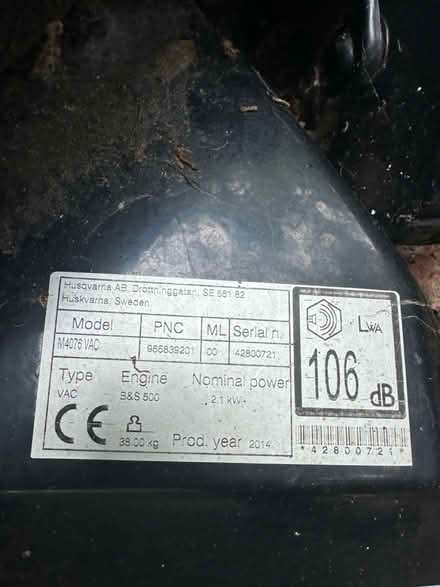 Husqvarna AB, Drottninggatan, SE 561 82
Huskvarna, Sweden
Model PNC ML Serial n.
M4076 VAC 966839201 00 42800721
Type Engine Nominal power
VAC B&S 500 2.1 kW
CE 38.00 kg Prod. year 2014
LWA
106 dB
*42800721*